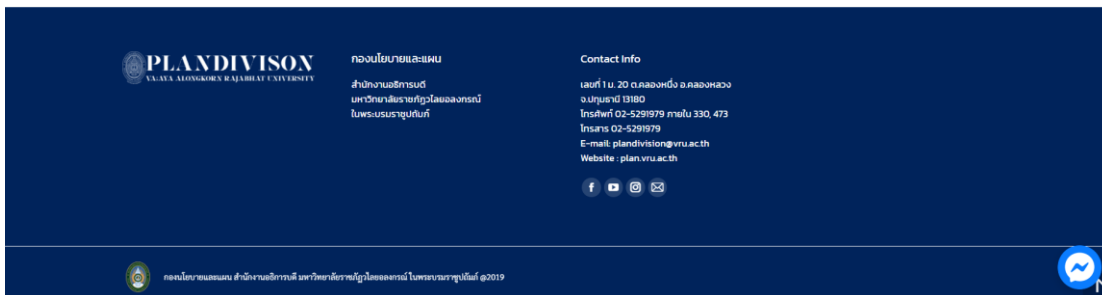 PLANDIVISON
VALAYA ALONGKORN RAJABHAT UNIVERSITY
กองนโยบายและแผน
สำนักงานอธิการบดี
มหาวิทยาลัยราชภัฏวไลยอลงกรณ์
ในพระบรมราชูปถัมภ์
Contact Info
เลขที่ 1 ม. 20 ต.คลองหนึ่ง อ.คลองหลวง
จ.ปทุมธานี 13180
โทรศัพท์ 02-5291979 ภายใน 330, 473
โทรสาร 02-5291979
E-mail: plandivision@vru.ac.th
Website : plan.vru.ac.th
กองนโยบายและแผน สำนักงานอธิการบดี มหาวิทยาลัยราชภัฏวไลยอลงกรณ์ ในพระบรมราชูปถัมภ์ @2019